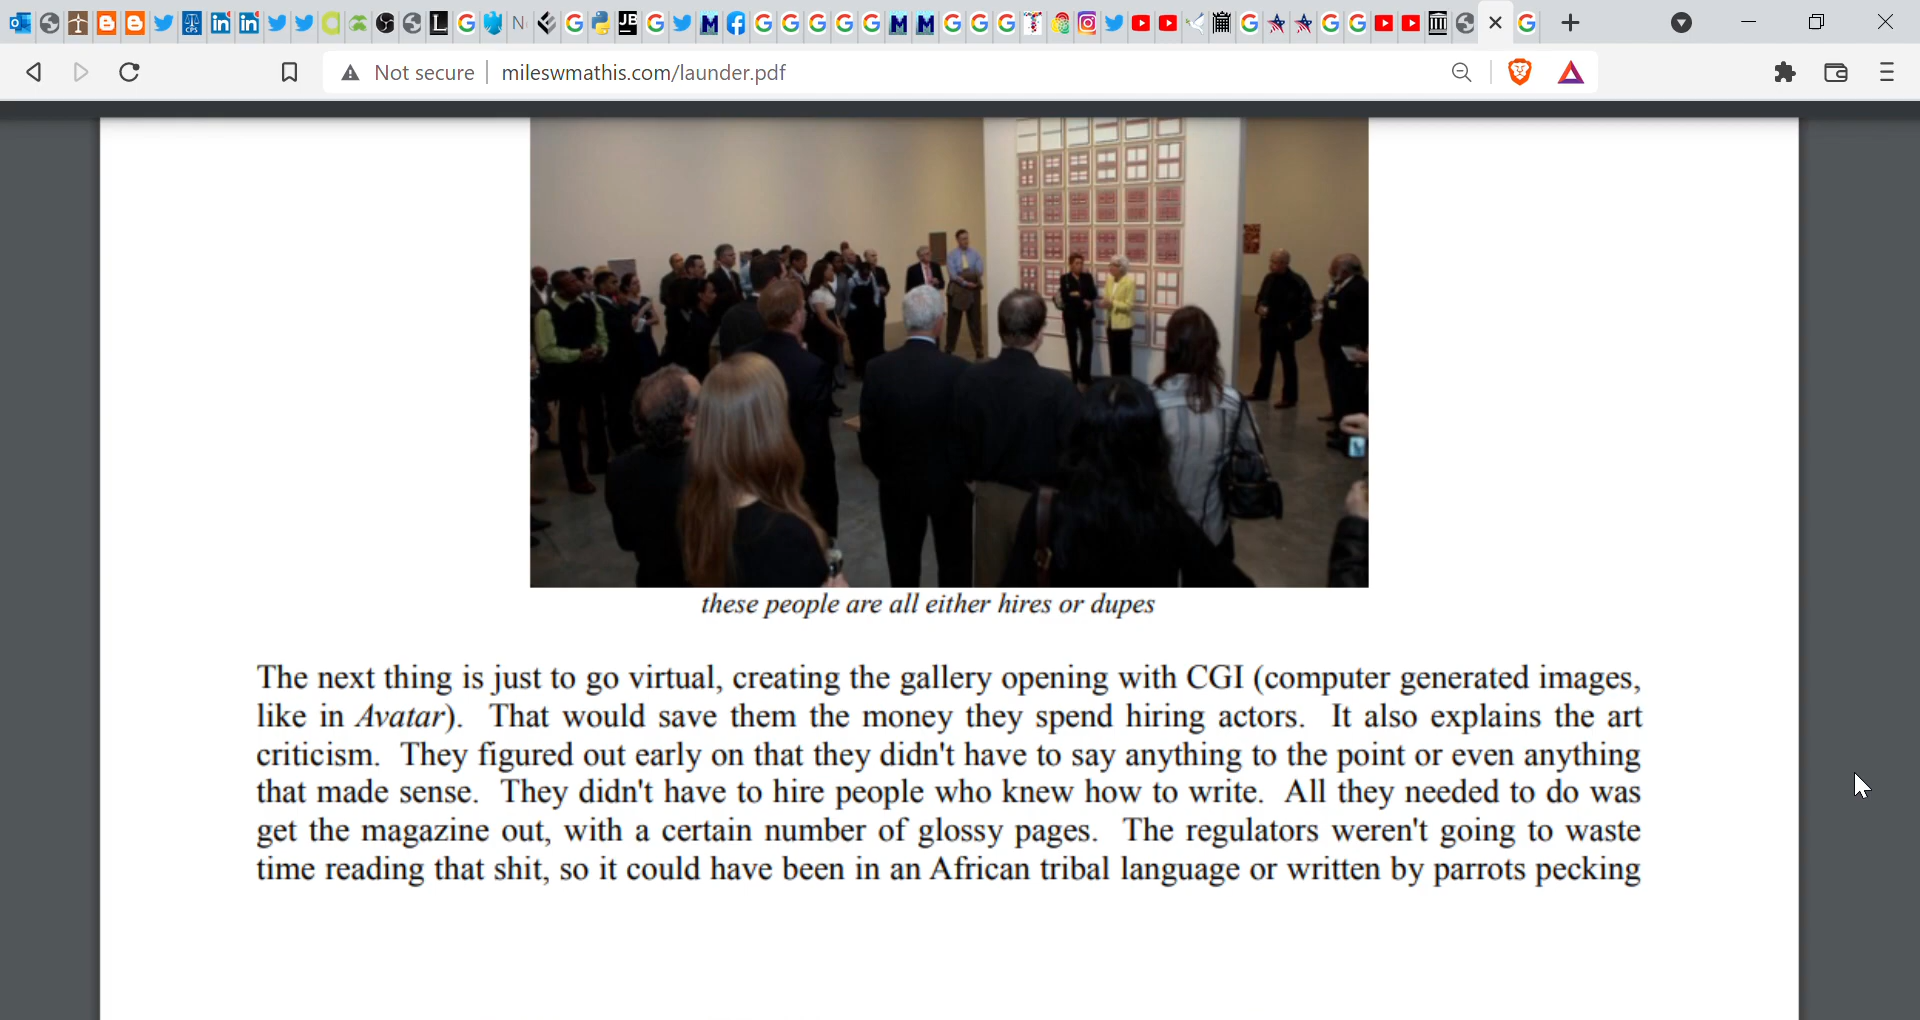 Not secure
mileswmathis.com/launder.pdf
these people are all either hires or dupes
The next thing is just to go virtual, creating the gallery opening with CGI (computer generated images,
like in Avatar). That would save them the money they spend hiring actors. It also explains the art
criticism. They figured out early on that they didn't have to say anything to the point or even anything
that made sense. They didn't have to hire people who knew how to write. All they needed to do was
get the magazine out, with a certain number of glossy pages. The regulators weren't going to waste
time reading that shit, so it could have been in an African tribal language or written by parrots pecking